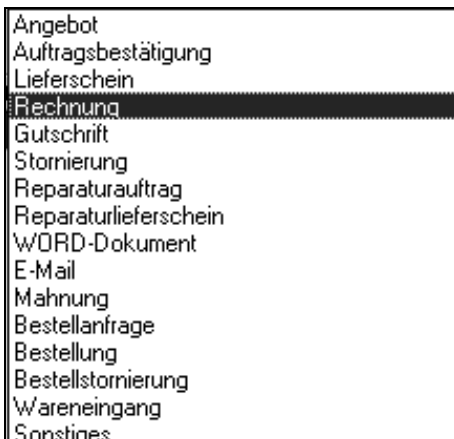 Angebot
Auftragsbestätigung
Lieferschein
Rechnung
Gutschrift
Stornierung
Reparaturauftrag
Reparaturlieferschein
WORD-Dokument
E-Mail
Mahnung
Bestellanfrage
Bestellung
Bestellstornierung
Wareneingang
Sonstiges